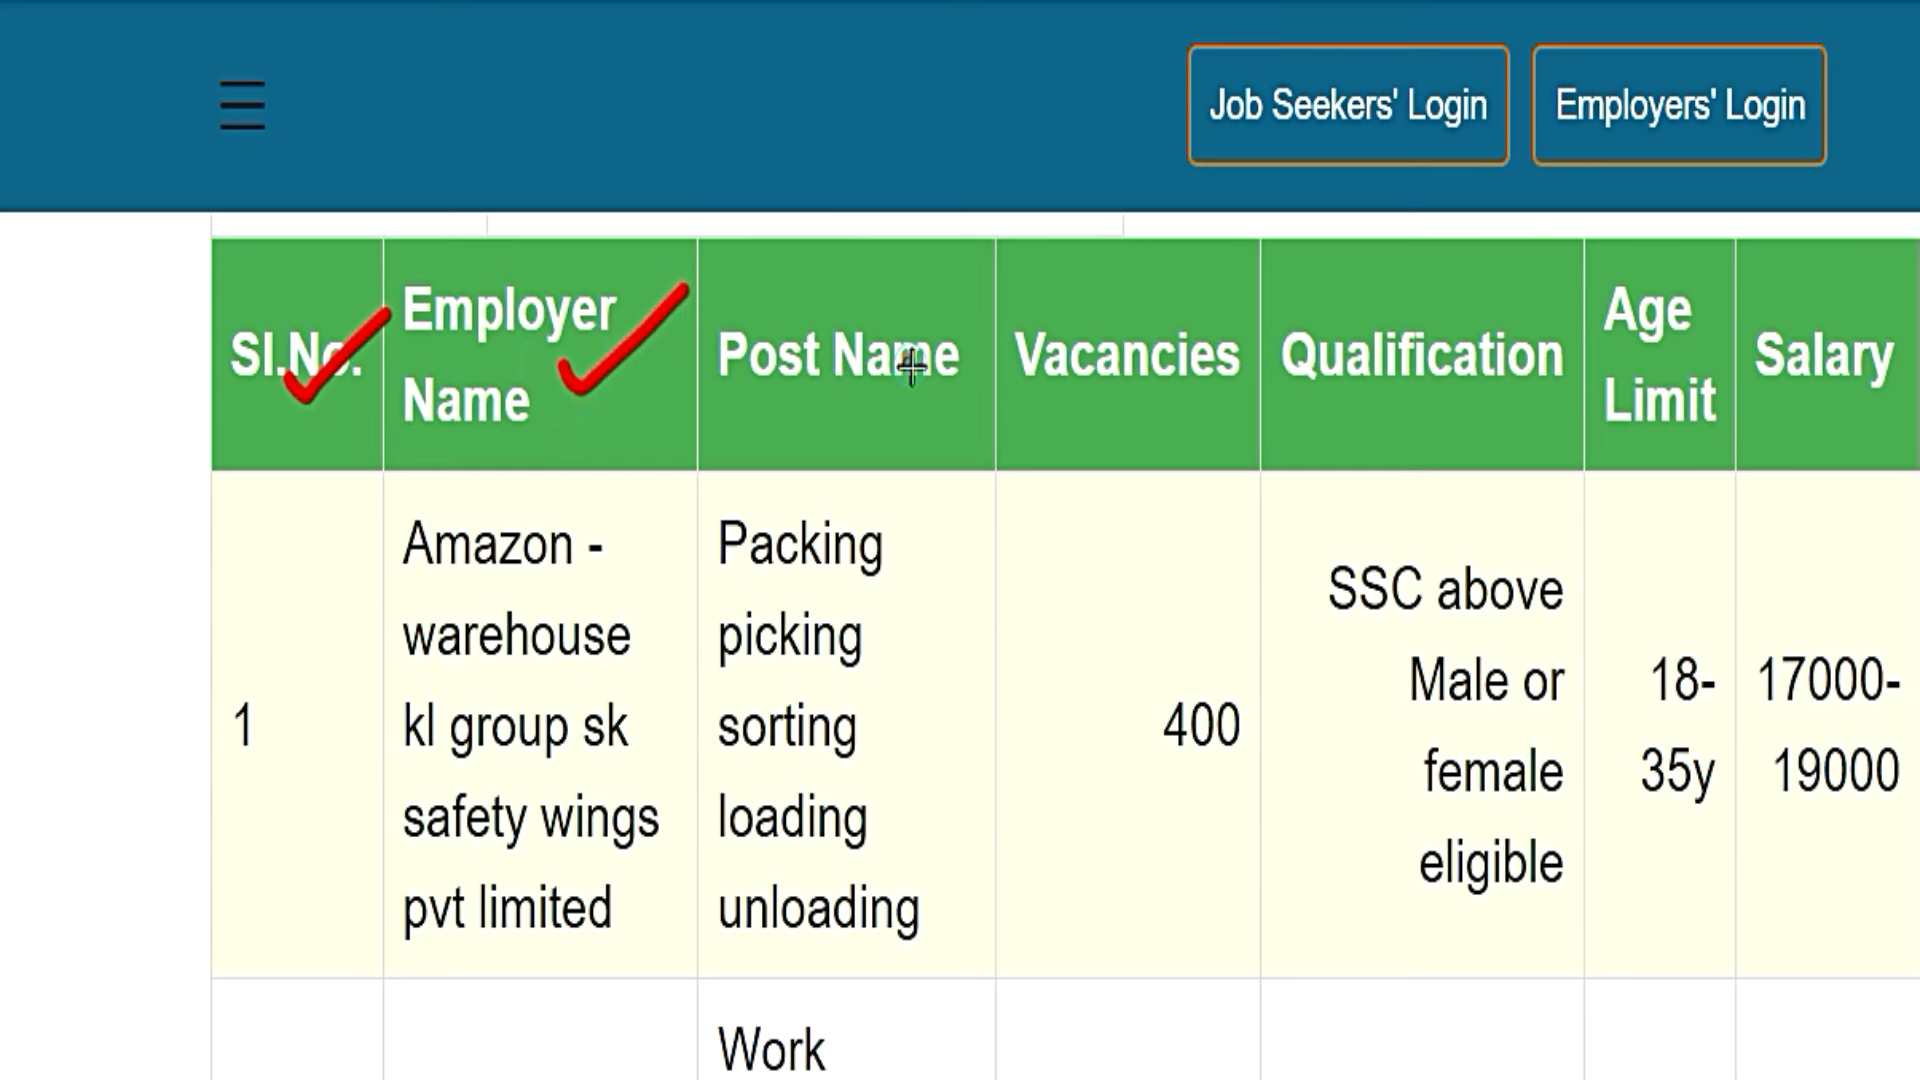 Job Seekers' Login
Employers' Login
Sl.No.
Employer
Name
Post Name
Vacancies
Qualification
Age
Limit
Salary
1
Amazon -
warehouse
kl group sk
safety wings
pvt limited
Packing
picking
sorting
loading
unloading
400
SSC above
Male or
female
eligible
18-
35y
17000-
19000
Work